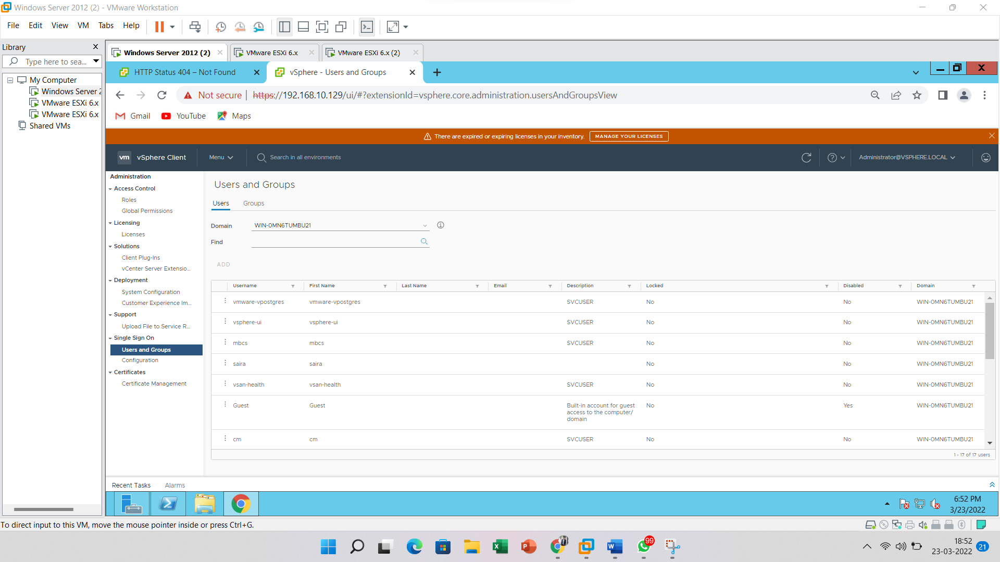 Windows Server 2012 (2) - VMware Workstation
File Edit View VM Tabs Help
Library
Type here to sea...
My Computer
Windows Server 2
VMware ESXi 6.x
VMware ESXi 6.x
Shared VMs
Windows Server 2012 (2)
VMware ESXi 6.x
VMware ESXi 6.x (2)
HTTP Status 404 – Not Found
vSphere - Users and Groups
Not secure | https://192.168.10.129/ui/#?extensionId=vsphere.core.administration.usersAndGroupsView
Gmail YouTube Maps
There are expired or expiring licenses in your inventory. MANAGE YOUR LICENSES
vm vSphere Client Menu Search in all environments Administrator@VSPHERE.LOCAL
Administration
Access Control
Roles
Global Permissions
Licensing
Licenses
Solutions
Client Plug-Ins
vCenter Server Extensio...
Deployment
System Configuration
Customer Experience Im...
Support
Upload File to Service R...
Single Sign On
Users and Groups
Configuration
Certificates
Certificate Management
Users and Groups
Users Groups
Domain WIN-0MN6TUMBU21
Find
ADD
Username First Name Last Name Email Description Locked Disabled Domain
vmware-vpostgres vmware-vpostgres SVCUSER No No WIN-0MN6TUMBU21
vsphere-ui vsphere-ui SVCUSER No No WIN-0MN6TUMBU21
mbcs mbcs SVCUSER No No WIN-0MN6TUMBU21
saira saira No No WIN-0MN6TUMBU21
vsan-health vsan-health SVCUSER No No WIN-0MN6TUMBU21
Guest Guest Built-in account for guest No Yes WIN-0MN6TUMBU21
access to the computer/
domain
cm cm SVCUSER No No WIN-0MN6TUMBU21
1 - 17 of 17 users
Recent Tasks Alarms
6:52 PM
3/23/2022
To direct input to this VM, move the mouse pointer inside or press Ctrl+G.
99
18:52
23-03-2022
21